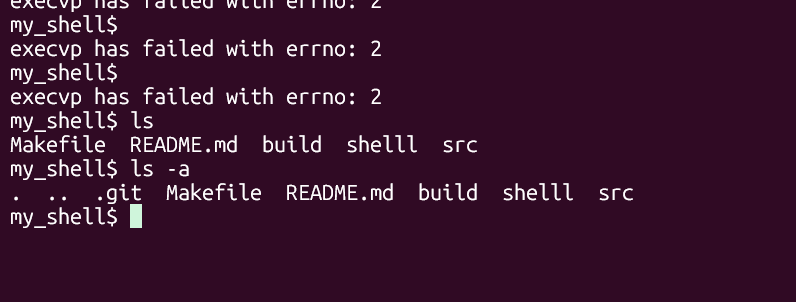 execvp has failed with errno: 2
my_shell$
execvp has failed with errno: 2
my_shell$
execvp has failed with errno: 2
my_shell$ ls
Makefile  README.md  build  shelll  src
my_shell$ ls -a
.  ..  .git  Makefile  README.md  build  shelll  src
my_shell$